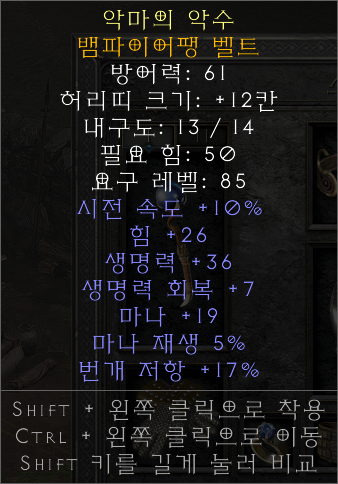 악마의 악수
뱀파이어팽 벨트
방어력: 61
허리띠 크기: +12칸
내구도: 13 / 14
필요 힘: 50
요구 레벨: 85
시전 속도 +10%
힘 +26
생명력 +36
생명력 회복 +7
마나 +19
마나 재생 5%
번개 저항 +17%
Shift + 왼쪽 클릭으로 착용
Ctrl + 왼쪽 클릭으로 이동
Shift 키를 길게 눌러 비교